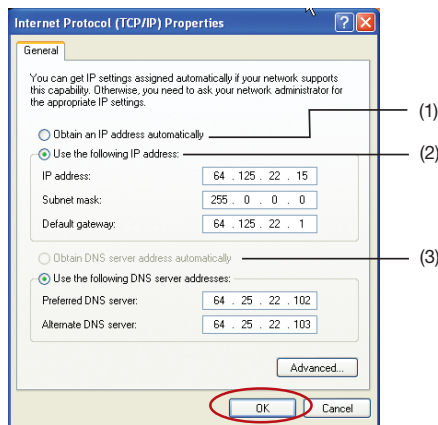 Internet Protocol (TCP/IP) Properties
General
You can get IP settings assigned automatically if your network supports
this capability. Otherwise, you need to ask your network administrator for
the appropriate IP settings.
Obtain an IP address automatically (1)
Use the following IP address: (2)
IP address: 64 . 125 . 22 . 15
Subnet mask: 255 . 0 . 0 . 0
Default gateway: 64 . 125 . 22 . 1
Obtain DNS server address automatically (3)
Use the following DNS server addresses:
Preferred DNS server: 64 . 25 . 22 . 102
Alternate DNS server: 64 . 25 . 22 . 103
Advanced...
OK Cancel